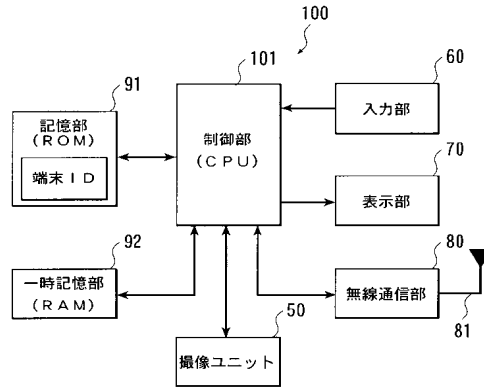 100
91
記憶部
(ROM)
端末ID
101
制御部
(CPU)
60
入力部
70
表示部
92
一時記憶部
(RAM)
80
無線通信部
81
50
撮像ユニット